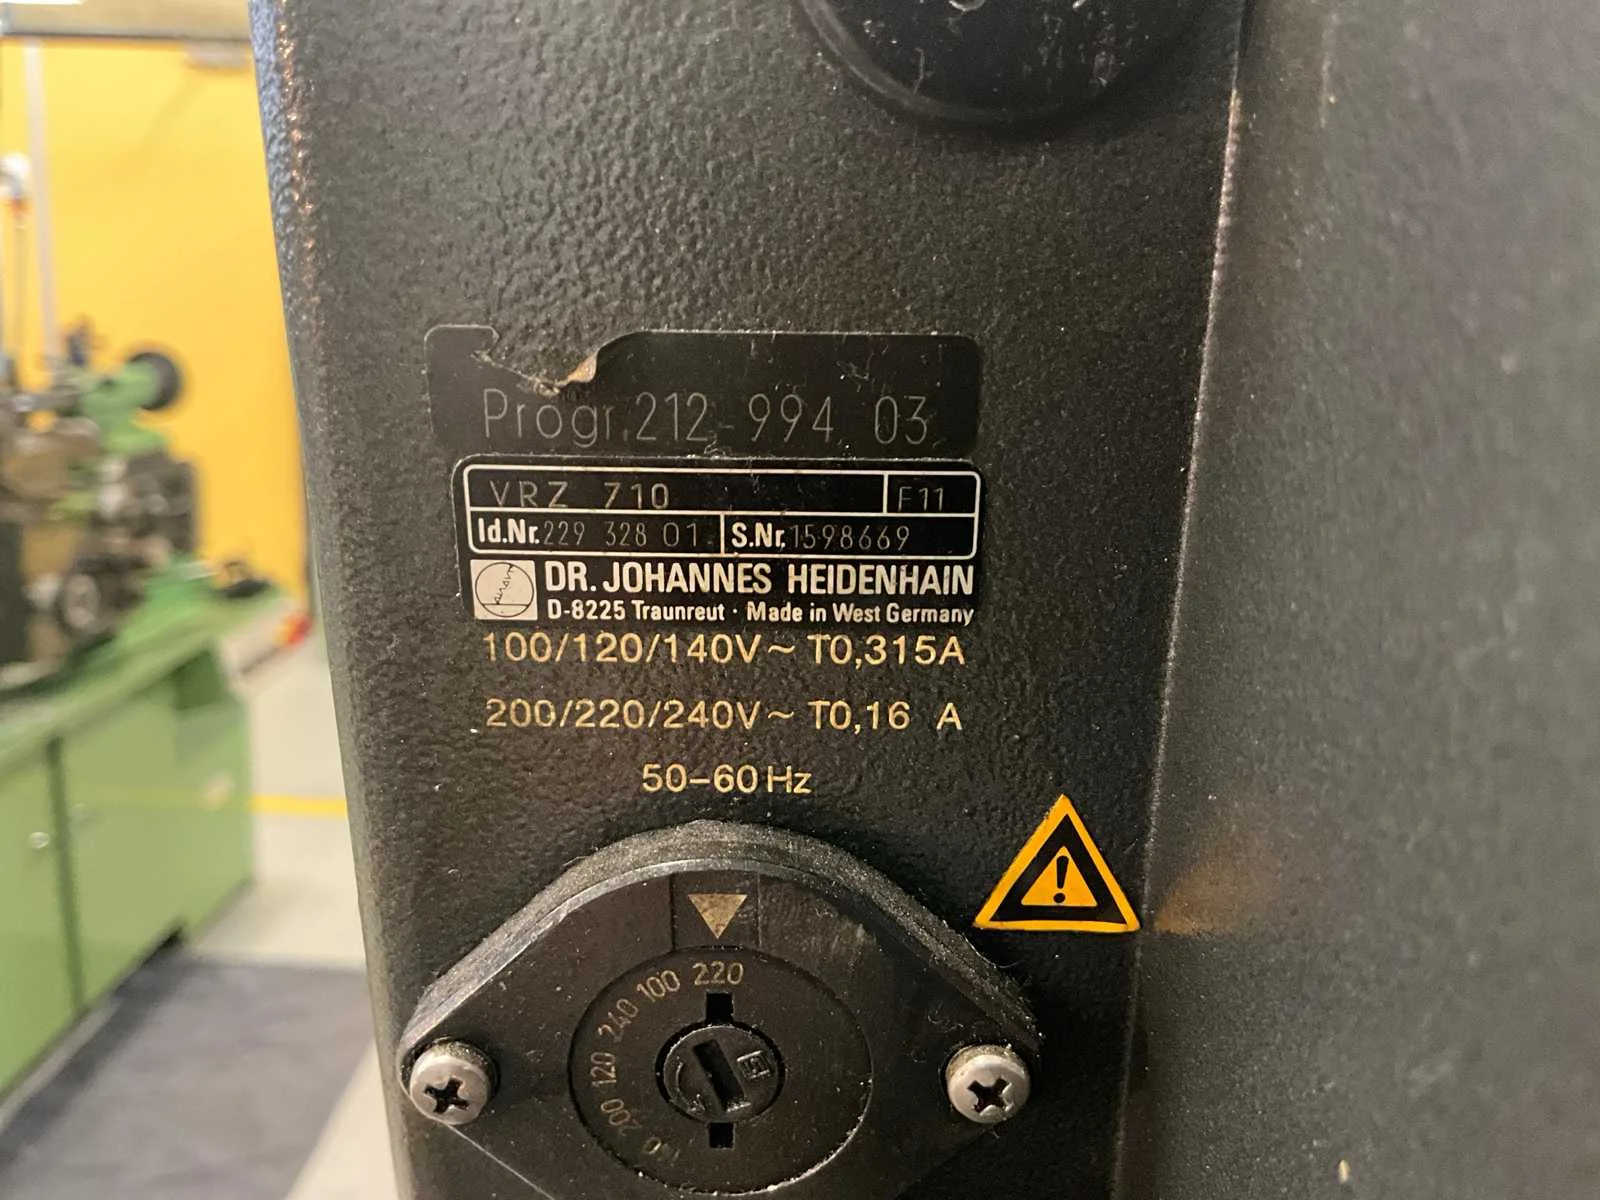 Progr. 212-994 03
VRZ 710 F11
Id.Nr. 229 328 01 S.Nr. 1598669
DR. JOHANNES HEIDENHAIN
D-8225 Traunreut · Made in West Germany
100/120/140V~ T0,315A
200/220/240V~ T0,16 A
50–60Hz
!
200 120 240 100 220